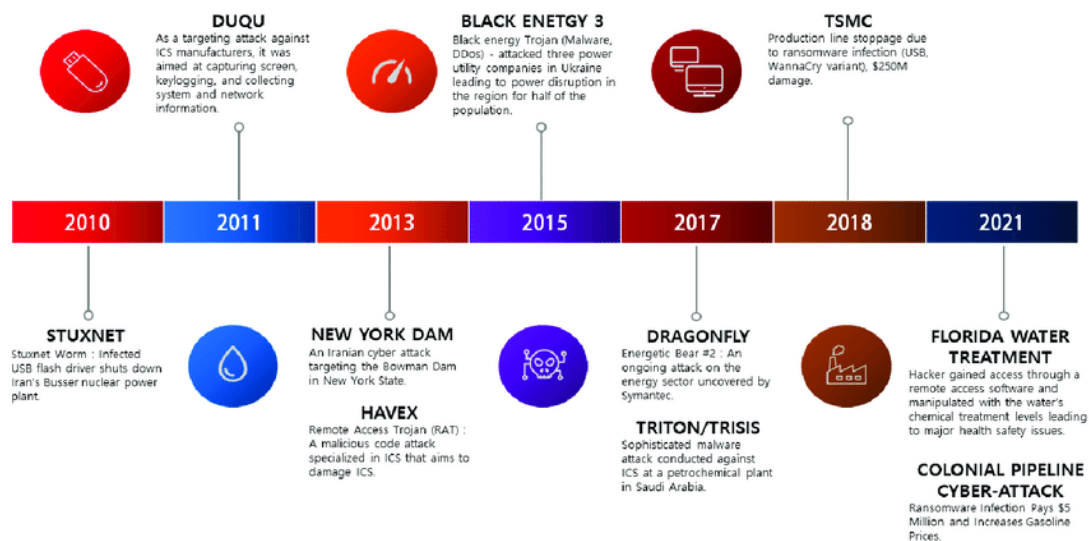 DUQU
As a targeting attack against
ICS manufacturers, it was
aimed at capturing screen,
keylogging, and collecting
system and network
information.
BLACK ENETGY 3
Black energy Trojan (Malware,
DDos) - attacked three power
utility companies in Ukraine
leading to power disruption in
the region for half of the
population.
TSMC
Production line stoppage due
to ransomware infection (USB,
WannaCry variant), $250M
damage.
2010
2011
2013
2015
2017
2018
2021
STUXNET
Stuxnet Worm : Infected
USB flash driver shuts down
Iran's Busser nuclear power
plant.
NEW YORK DAM
An Iranian cyber attack
targeting the Bowman Dam
in New York State.
HAVEX
Remote Access Trojan (RAT) :
A malicious code attack
specialized in ICS that aims to
damage ICS.
DRAGONFLY
Energetic Bear #2 : An
ongoing attack on the
energy sector uncovered by
Symantec.
TRITON/TRISIS
Sophisticated malware
attack conducted against
ICS at a petrochemical plant
in Saudi Arabia.
FLORIDA WATER
TREATMENT
Hacker gained access through a
remote access software and
manipulated with the water's
chemical treatment levels leading
to major health safety issues.
COLONIAL PIPELINE
CYBER-ATTACK
Ransomware Infection Pays $5
Million and Increases Gasoline
Prices.